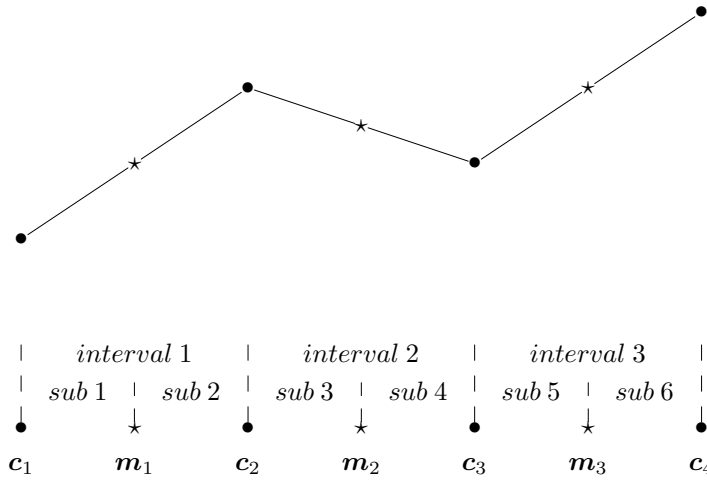 interval 1 interval 2 interval 3
sub 1 sub 2 sub 3 sub 4 sub 5 sub 6
c₁ m₁ c₂ m₂ c₃ m₃ c₄